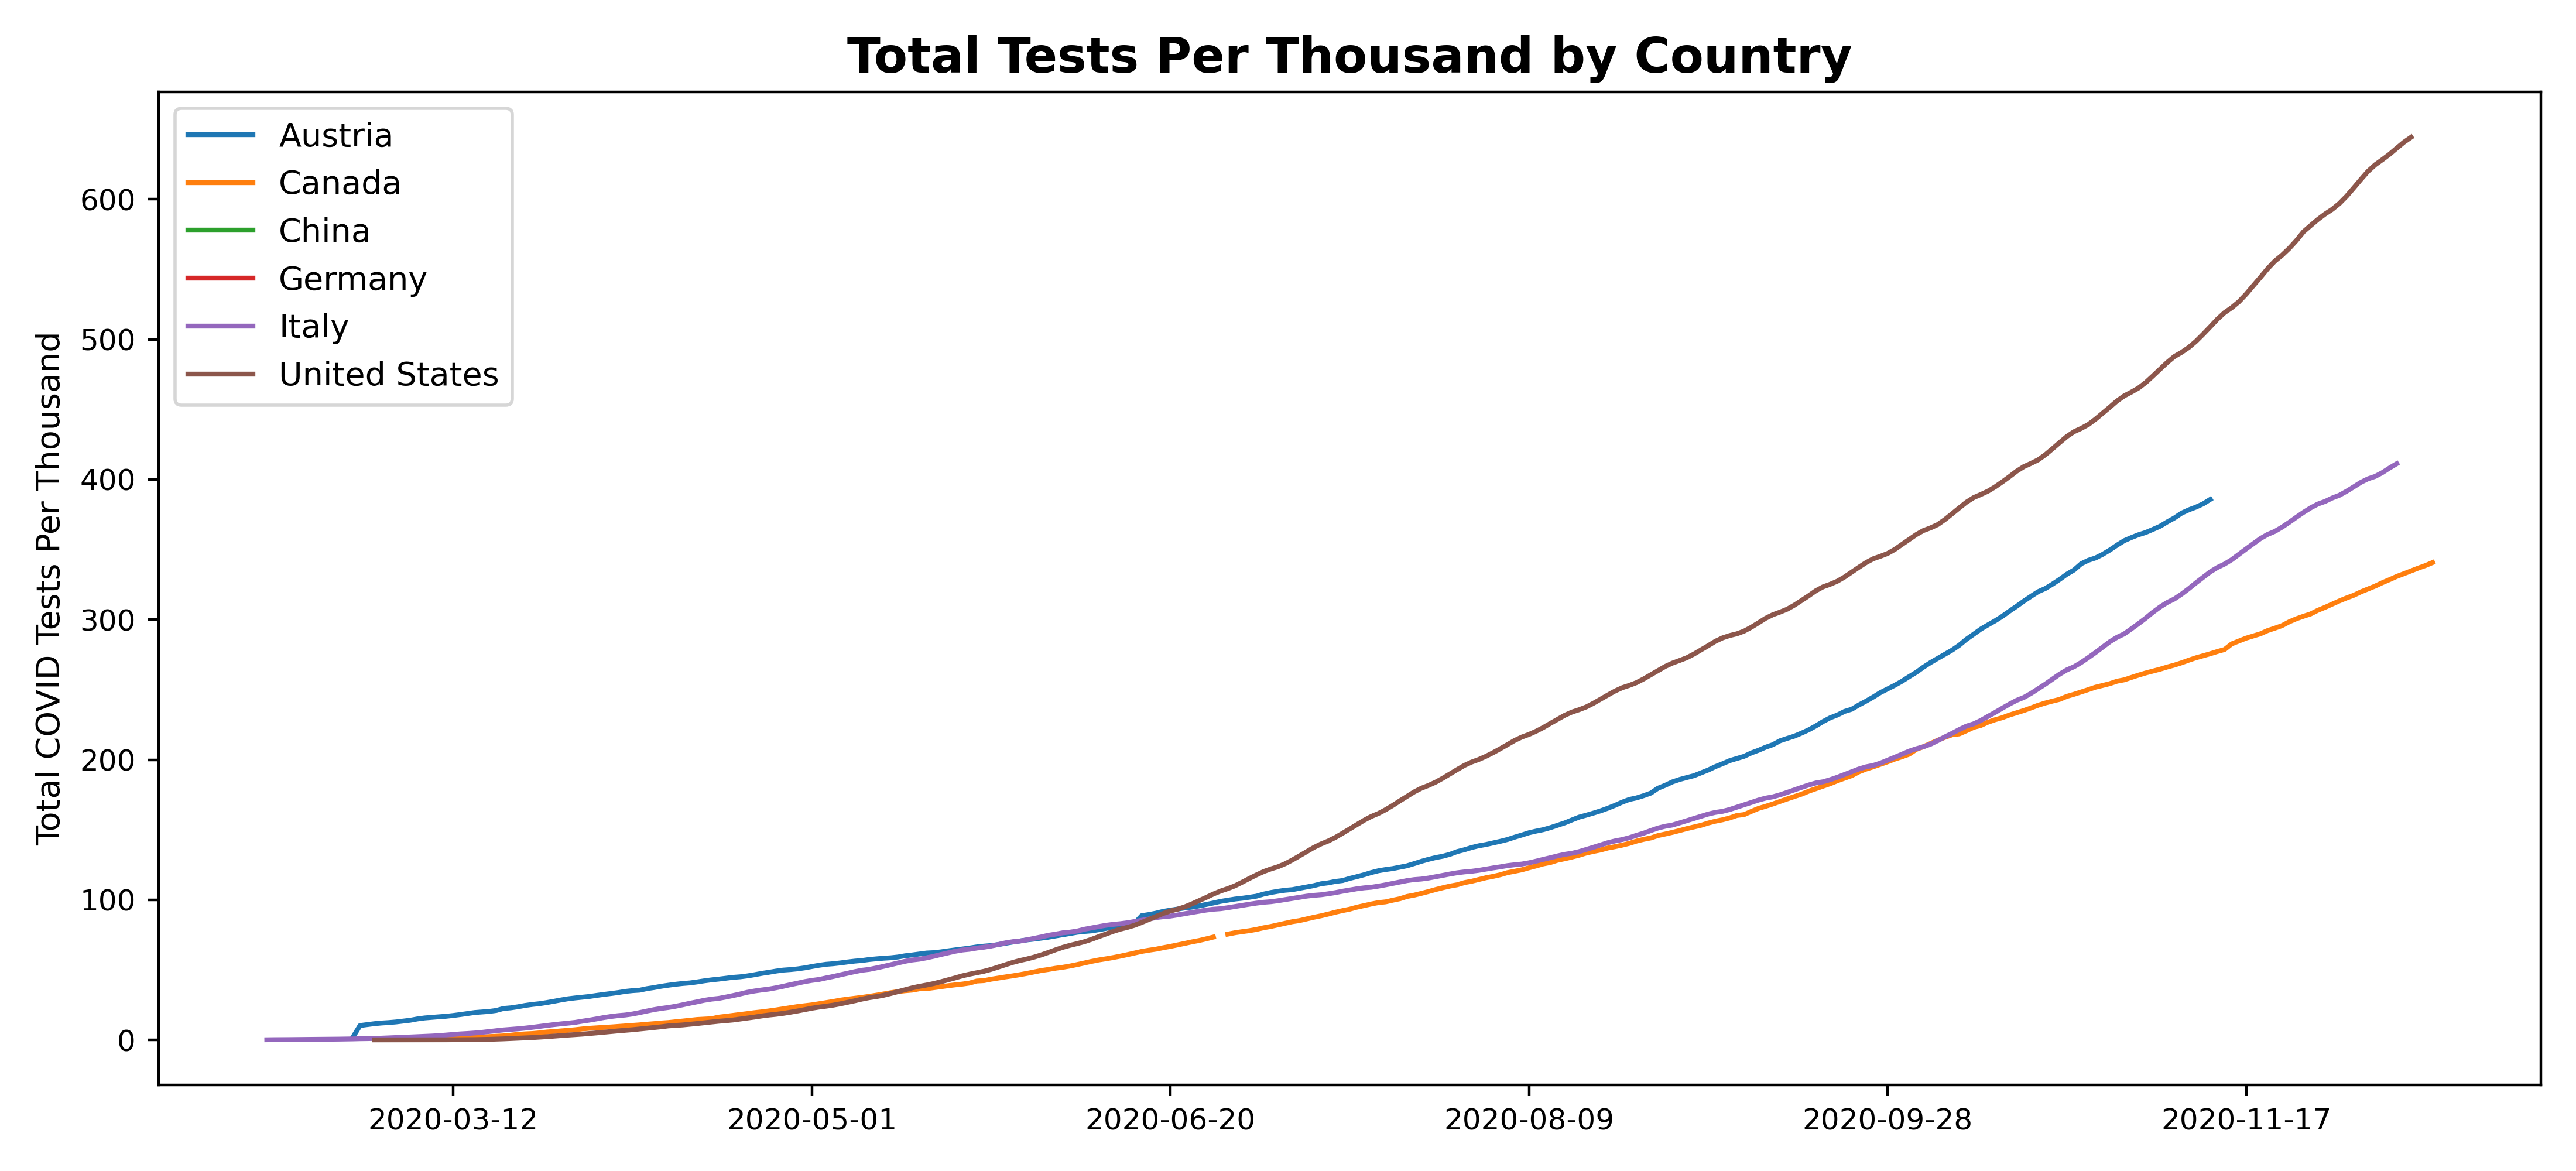 Total Tests Per Thousand by Country
Austria
Canada
China
Germany
Italy
United States
Total COVID Tests Per Thousand
600
500
400
300
200
100
0
2020-03-12
2020-05-01
2020-06-20
2020-08-09
2020-09-28
2020-11-17